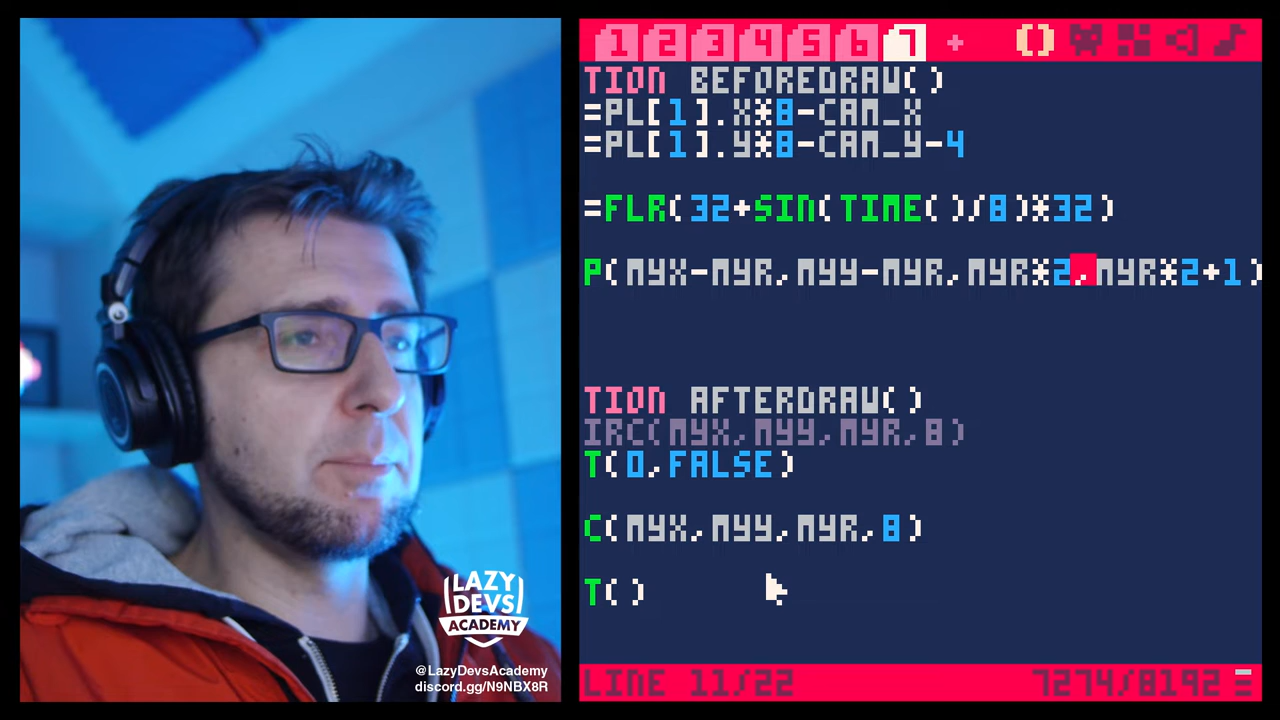 1 2 3 4 5 6 7 + ()
TION BEFOREDRAW()
=PL[1].X*8-CAM_X
=PL[1].Y*8-CAM_Y-4
=FLR(32+SIN(TIME()/8)*32)
P(MYX-MYR,MYY-MYR,MYR*2,MYR*2+1)
TION AFTERDRAW()
IRC(MYX,MYY,MYR,8)
T(0,FALSE)
C(MYX,MYY,MYR,8)
T()
LINE 11/22 7274/8192
LAZY
DEVS
ACADEMY
@LazyDevsAcademy
discord.gg/N9NBX8R